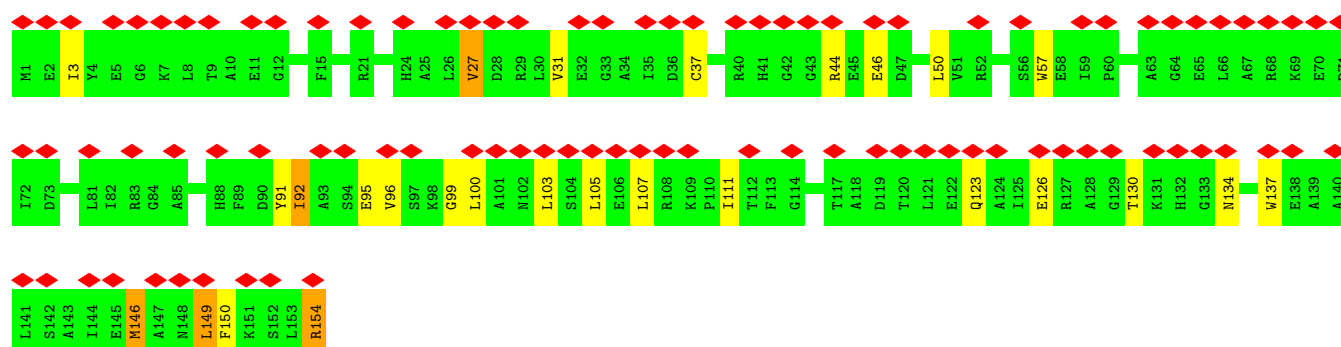 M1 E2 I3 Y4 E5 G6 K7 L8 T9 A10 E11 G12 F15 R21 H24 A25 L26 V27 D28 R29 L30 V31 E32 G33 A34 I35 D36 C37 R40 H41 G42 G43 R44 E45 E46 D47 L50 V51 R52 S56 W57 E58 I59 P60 A63 G64 E65 L66 A67 R68 K69 E70
I72 D73 L81 I82 R83 G84 A85 H88 F89 D90 Y91 I92 A93 S94 E95 V96 S97 K98 G99 L100 A101 N102 L103 S104 L105 E106 L107 R108 K109 P110 I111 T112 F113 G114 T117 A118 D119 T120 L121 E122 Q123 A124 I125 E126 R127 A128 G129 T130 K131 H132 G133 N134 W137 E138 A139 A140
L141 S142 A143 I144 E145 M146 A147 N148 L149 F150 K151 S152 L153 R154